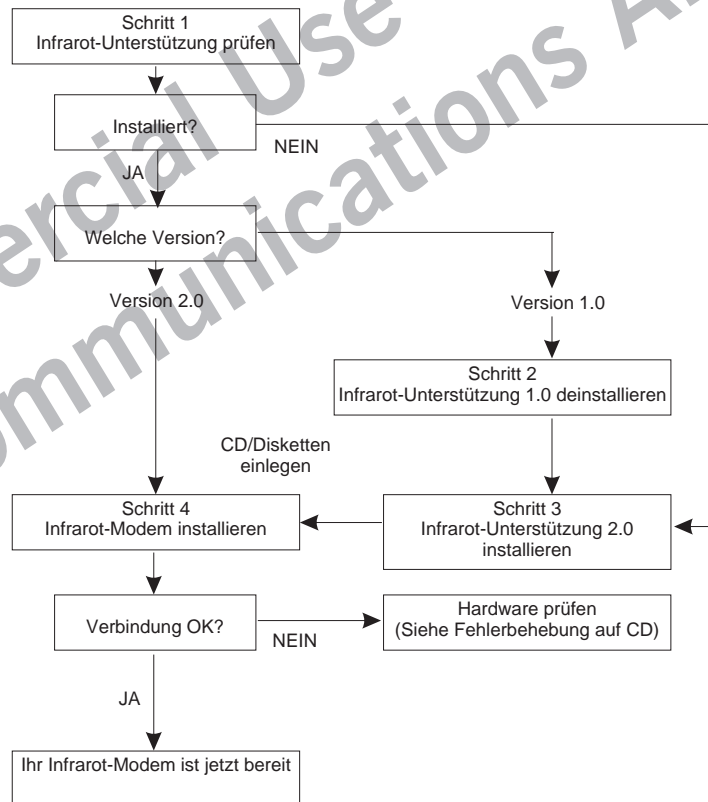 Schritt 1
Infrarot-Unterstützung prüfen
Installiert?
NEIN
JA
Welche Version?
Version 2.0
Version 1.0
Schritt 2
Infrarot-Unterstützung 1.0 deinstallieren
CD/Disketten
einlegen
Schritt 4
Infrarot-Modem installieren
Schritt 3
Infrarot-Unterstützung 2.0
installieren
Verbindung OK?
NEIN
Hardware prüfen
(Siehe Fehlerbehebung auf CD)
JA
Ihr Infrarot-Modem ist jetzt bereit
Use